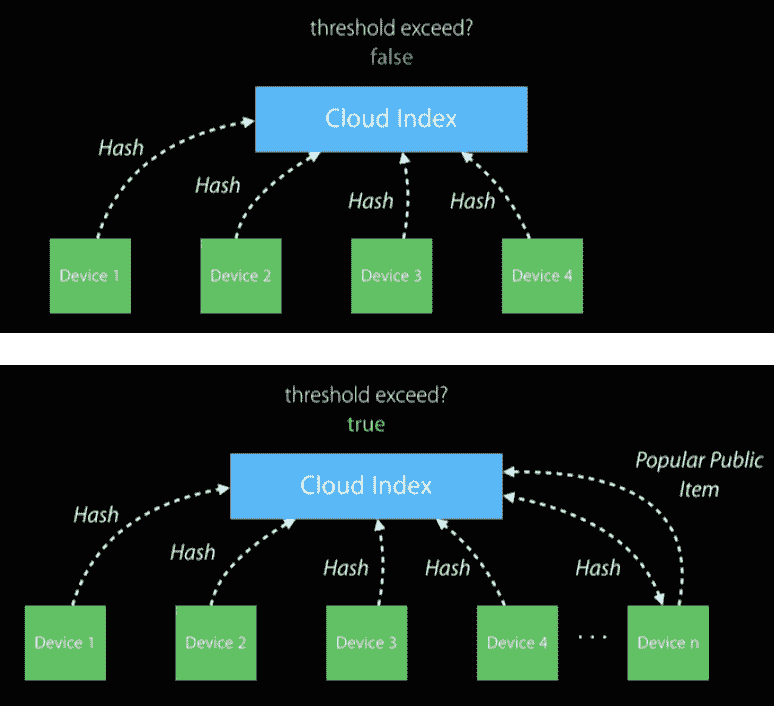 threshold exceed?
false
Cloud Index
Hash
Hash
Hash
Hash
Device 1
Device 2
Device 3
Device 4
threshold exceed?
true
Popular Public
Item
Cloud Index
Hash
Hash
Hash
Hash
Hash
Device 1
Device 2
Device 3
Device 4
...
Device n